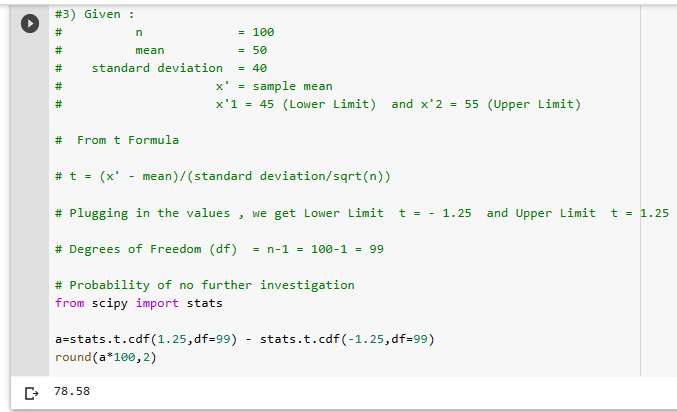 #3) Given :
# n = 100
# mean = 50
# standard deviation = 40
# x' = sample mean
# x'1 = 45 (Lower Limit) and x'2 = 55 (Upper Limit)
# From t Formula
# t = (x' - mean)/(standard deviation/sqrt(n))
# Plugging in the values , we get Lower Limit t = - 1.25 and Upper Limit t = 1.25
# Degrees of Freedom (df) = n-1 = 100-1 = 99
# Probability of no further investigation
from scipy import stats
a=stats.t.cdf(1.25,df=99) - stats.t.cdf(-1.25,df=99)
round(a*100,2)
78.58